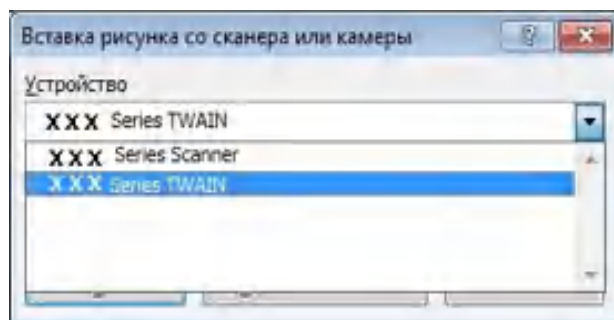 Вставка рисунка со сканера или камеры
Устройство
XXX Series TWAIN
XXX Series Scanner
XXX Series TWAIN